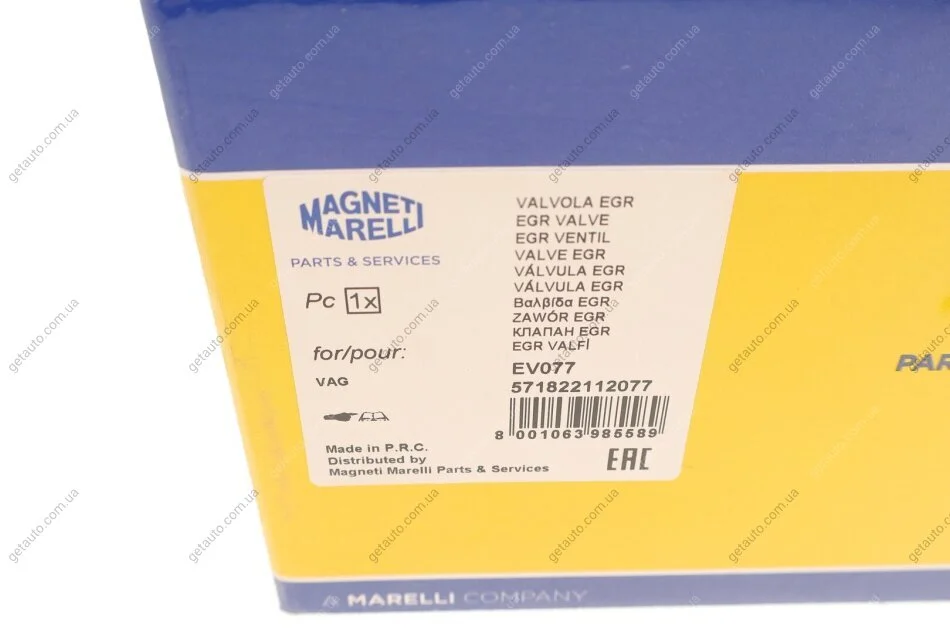 MAGNETI
MARELLI
PARTS & SERVICES
Pc 1x
for/pour:
VAG
Made in P.R.C.
Distributed by
Magneti Marelli Parts & Services
VALVOLA EGR
EGR VALVE
EGR VENTIL
VALVE EGR
VÁLVULA EGR
VÁLVULA EGR
Βαλβίδα EGR
ZAWÓR EGR
КЛАПАН EGR
EGR VALFİ
EV077
571822112077
8 001063 985589
EAC
PAR
MARELLI COMPANY
getauto.com.ua